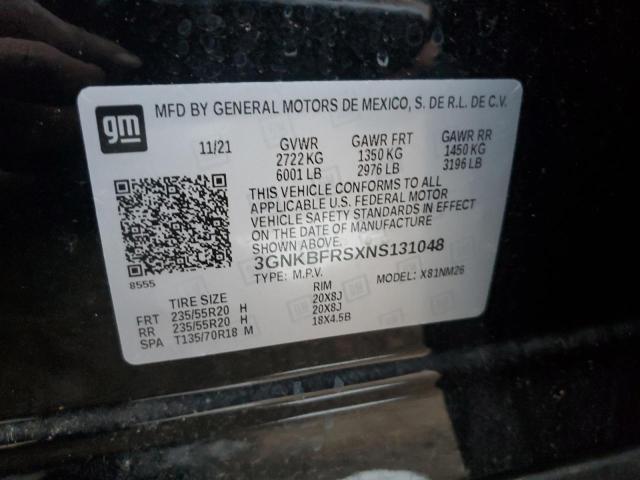 gm
MFD BY GENERAL MOTORS DE MEXICO, S. DE R.L. DE C.V.
11/21 GVWR GAWR FRT GAWR RR
2722 KG 1350 KG 1450 KG
6001 LB 2976 LB 3196 LB
THIS VEHICLE CONFORMS TO ALL
APPLICABLE U.S. FEDERAL MOTOR
VEHICLE SAFETY STANDARDS IN EFFECT
ON THE DATE OF MANUFACTURE
SHOWN ABOVE.
3GNKBFRSXNS131048
8555 TYPE: M.P.V. MODEL: X81NM26
TIRE SIZE RIM
FRT 235/55R20 H 20X8J
RR 235/55R20 H 20X8J
SPA T135/70R18 M 18X4.5B